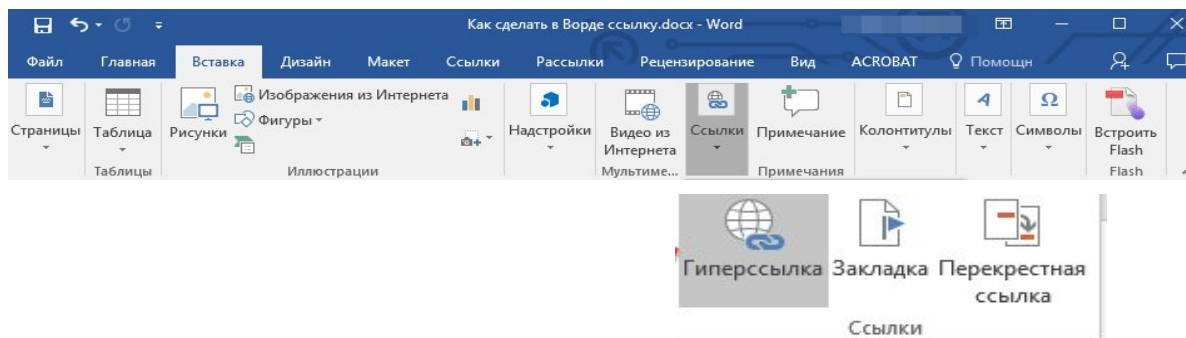 Как сделать в Ворде ссылку.docx - Word
Файл Главная Вставка Дизайн Макет Ссылки Рассылки Рецензирование Вид ACROBAT Помощн
Страницы Таблица Рисунки Изображения из Интернета Фигуры Надстройки Видео из Интернета Ссылки Примечание Колонтитулы Текст Символы Встроить Flash
Таблицы Иллюстрации Мультиме... Примечания Flash
Гиперссылка Закладка Перекрестная
ссылка
Ссылки